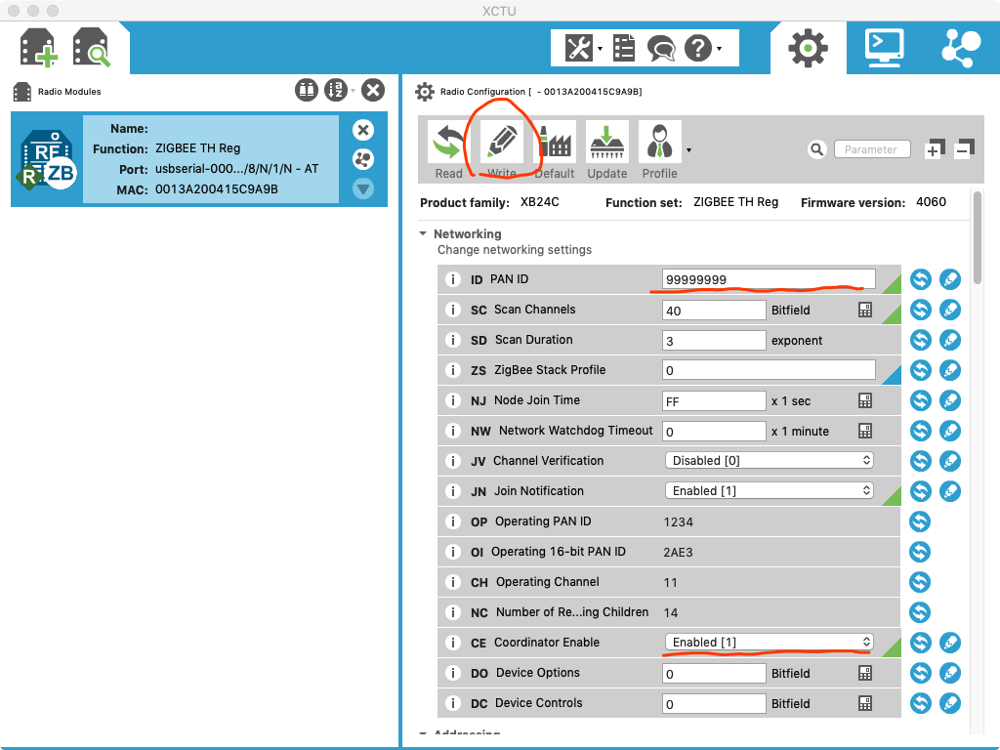 XCTU
Radio Modules
Radio Configuration [  - 0013A200415C9A9B]
RF
R ZB
Name:
Function: ZIGBEE TH Reg
Port: usbserial-000.../8/N/1/N - AT
MAC: 0013A200415C9A9B
Read Write Default Update Profile
Parameter
Product family: XB24C Function set: ZIGBEE TH Reg Firmware version: 4060
Networking
Change networking settings
i ID PAN ID 99999999
i SC Scan Channels 40 Bitfield
i SD Scan Duration 3 exponent
i ZS ZigBee Stack Profile 0
i NJ Node Join Time FF x 1 sec
i NW Network Watchdog Timeout 0 x 1 minute
i JV Channel Verification Disabled [0]
i JN Join Notification Enabled [1]
i OP Operating PAN ID 1234
i OI Operating 16-bit PAN ID 2AE3
i CH Operating Channel 11
i NC Number of Re...ing Children 14
i CE Coordinator Enable Enabled [1]
i DO Device Options 0 Bitfield
i DC Device Controls 0 Bitfield
Addressing